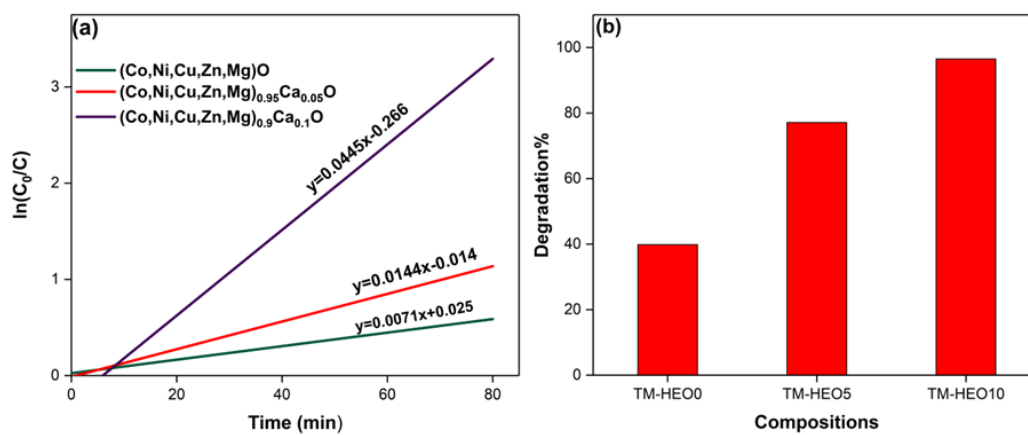 (a)
(Co,Ni,Cu,Zn,Mg)O
(Co,Ni,Cu,Zn,Mg)0.95Ca0.05O
(Co,Ni,Cu,Zn,Mg)0.9Ca0.1O
y=0.0445x-0.266
y=0.0144x-0.014
y=0.0071x+0.025
ln(C0/C)
3
2
1
0
0 20 40 60 80
Time (min)
(b)
Degradation%
100
80
60
40
20
0
TM-HEO0 TM-HEO5 TM-HEO10
Compositions